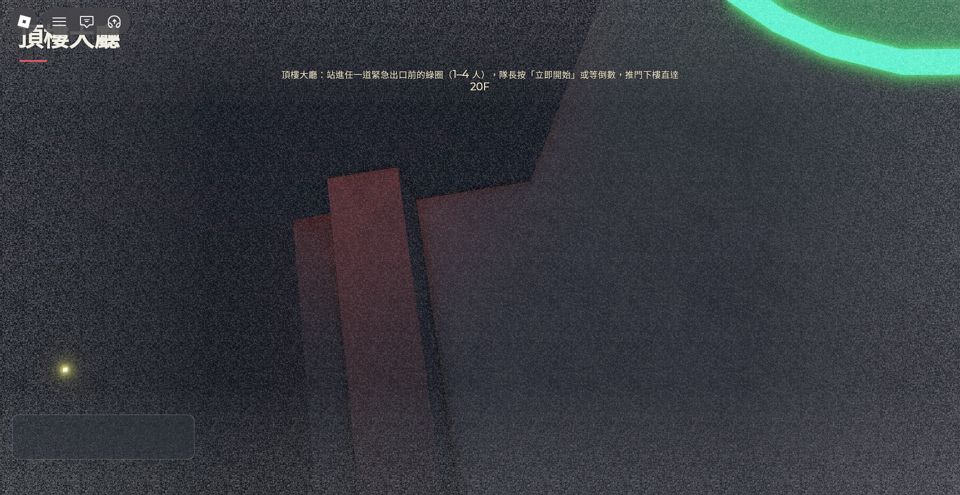 頂樓大廳
頂樓大廳：站進任一道緊急出口前的綠圈（1–4 人），隊長按「立即開始」或等倒數，推門下樓直達
20F